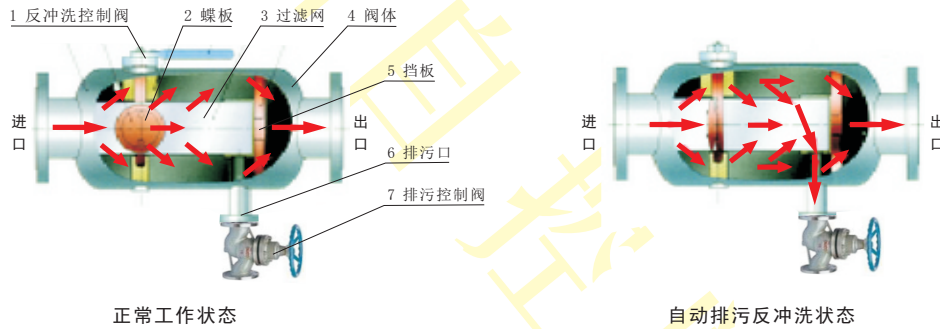 1 反冲洗控制阀
2 蝶板
3 过滤网
4 阀体
5 挡板
进口
出口
6 排污口
7 排污控制阀
正常工作状态
进口
出口
自动排污反冲洗状态
自控